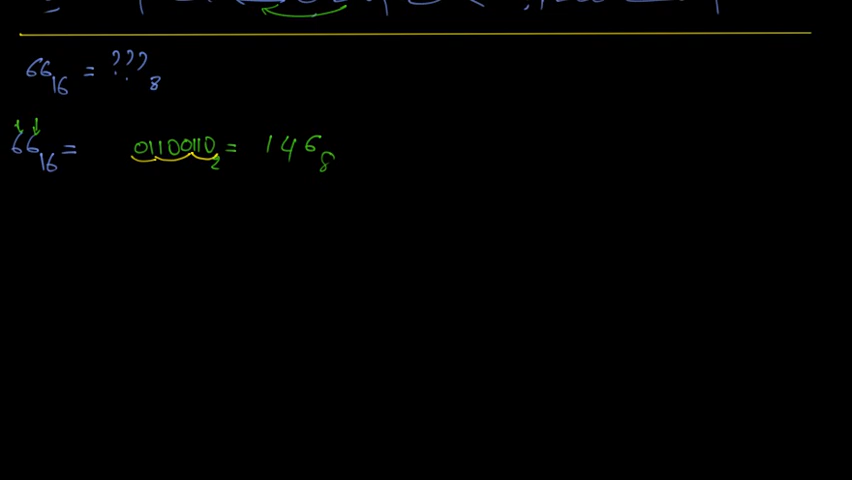 66₁₆ = ???₈
66₁₆ = 01100110₂ = 146₈